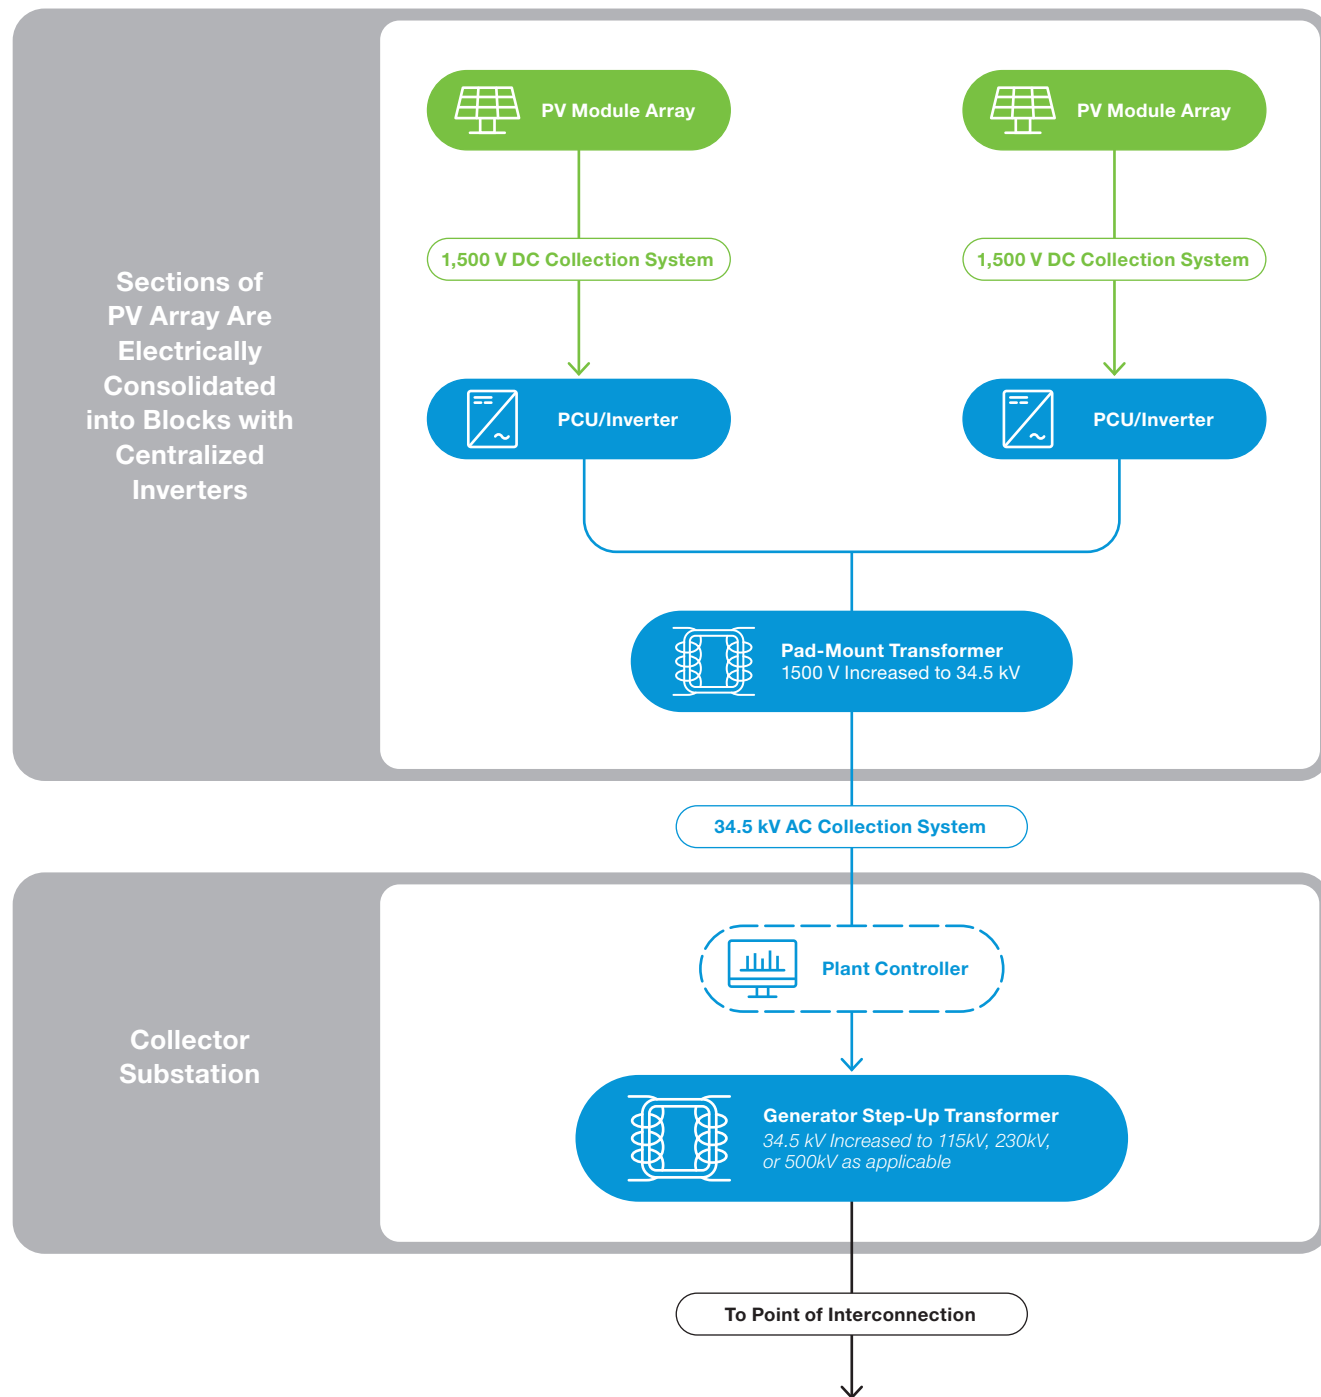 PV Module Array
PV Module Array
1,500 V DC Collection System
1,500 V DC Collection System
Sections of
PV Array Are
Electrically
Consolidated
into Blocks with
Centralized
Inverters
PCU/Inverter
PCU/Inverter
Pad-Mount Transformer
1500 V Increased to 34.5 kV
34.5 kV AC Collection System
Collector
Substation
Plant Controller
Generator Step-Up Transformer
34.5 kV Increased to 115kV, 230kV,
or 500kV as applicable
To Point of Interconnection